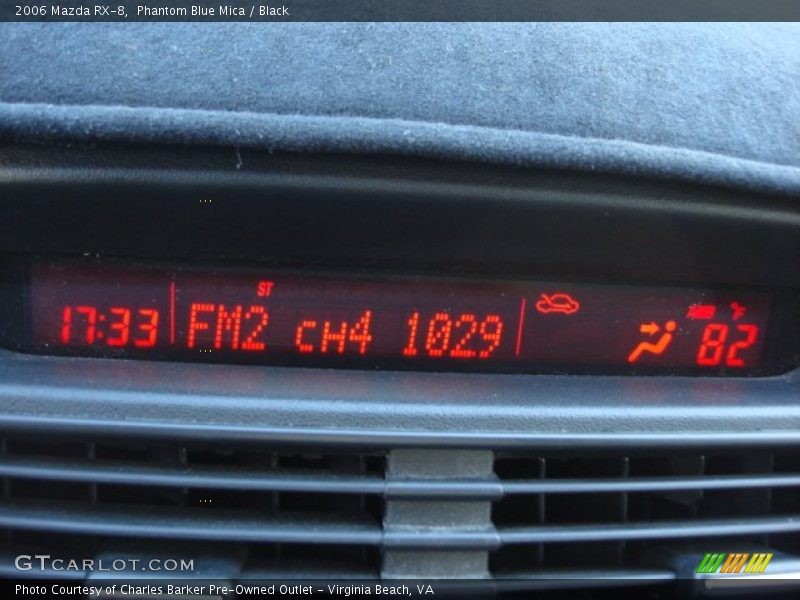 2006 Mazda RX-8, Phantom Blue Mica / Black
ST
17:33 FM2 CH4 1029 °F 82
GTCARLOT.COM
Photo Courtesy of Charles Barker Pre-Owned Outlet - Virginia Beach, VA